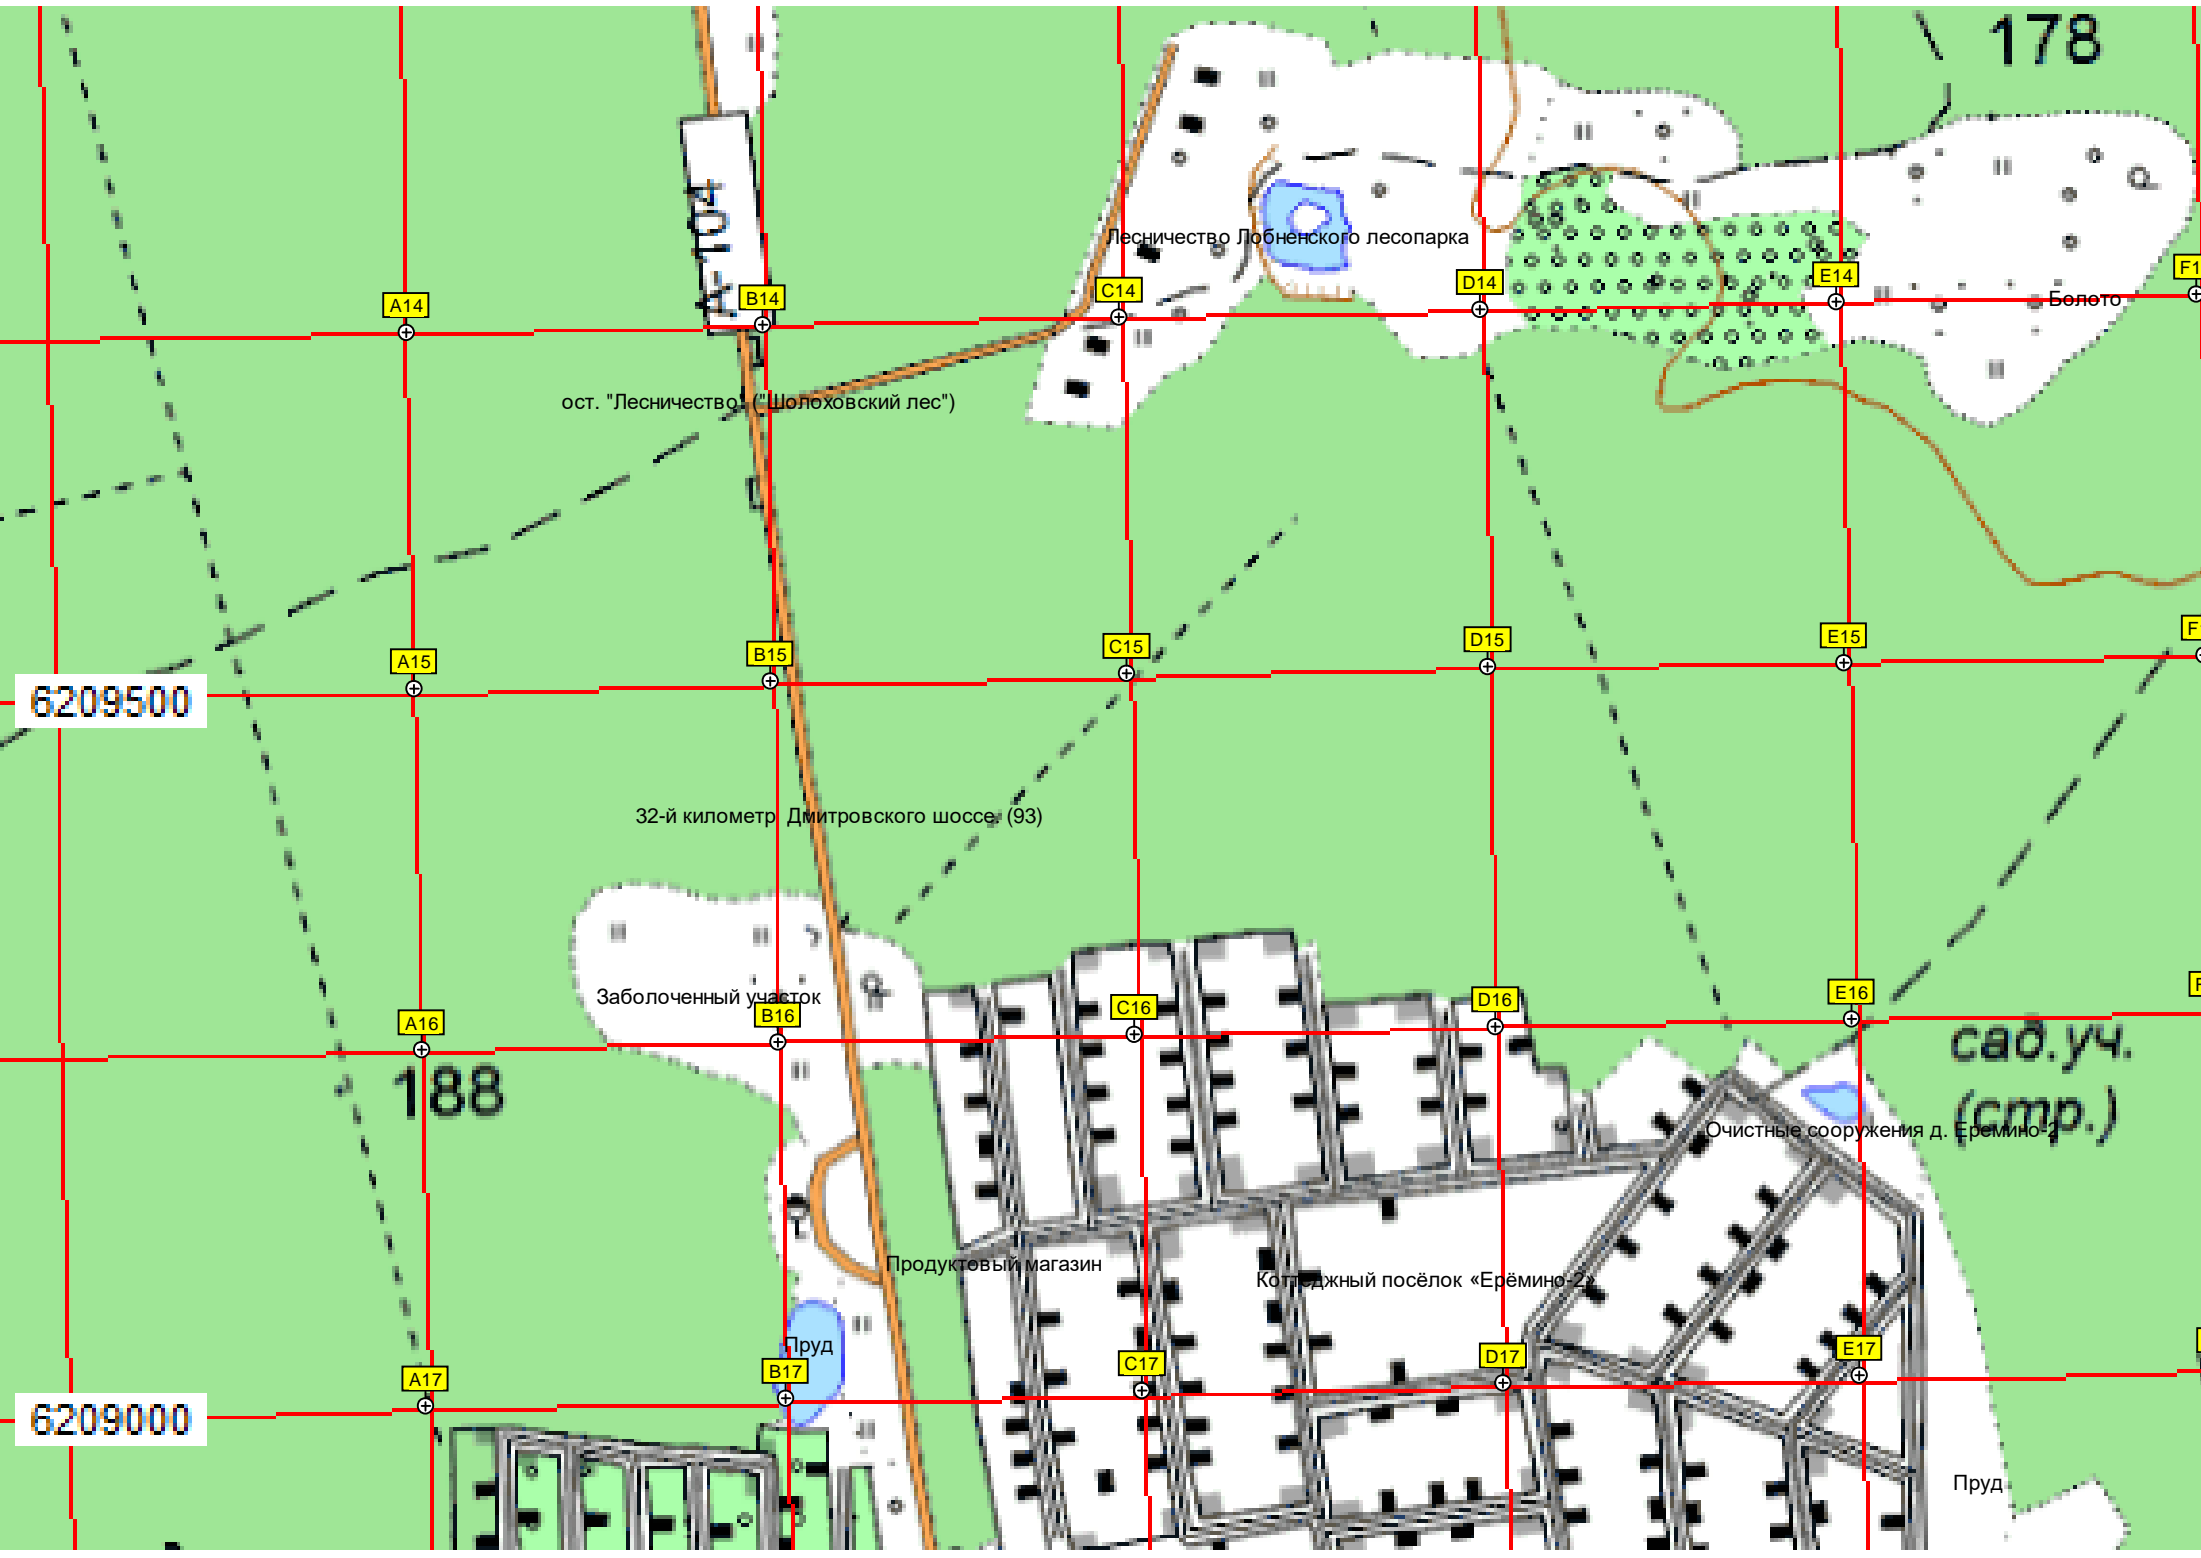 178
А-104
Лесничество Лобненского лесопарка
A14
B14
C14
D14
E14
F1
Болото
ост. "Лесничество" ("Шолоховский лес")
A15
B15
C15
D15
E15
F
6209500
32-й километр Дмитровского шоссе. (93)
Заболоченный участок
A16
B16
C16
D16
E16
F
188
сад.уч.
(стр.)
Очистные сооружения д. Еремино-2
Продуктовый магазин
Коттеджный посёлок «Ерёмино-2»
Пруд
A17
B17
C17
D17
E17
6209000
Пруд